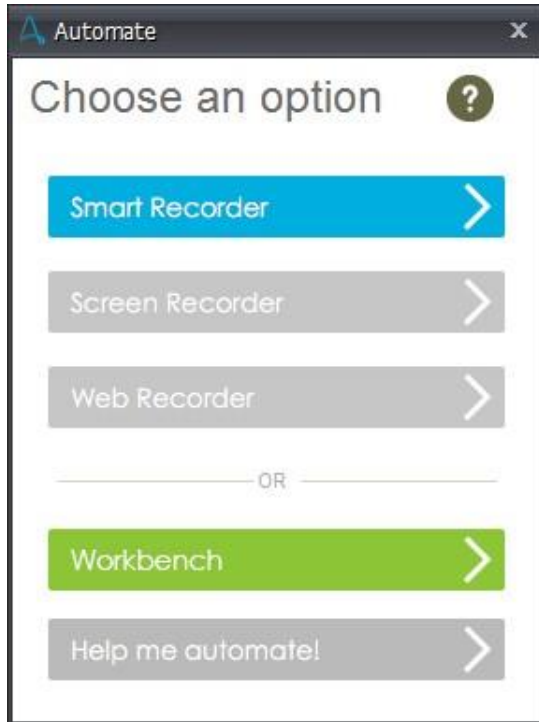 Automate
Choose an option ?
Smart Recorder
Screen Recorder
Web Recorder
OR
Workbench
Help me automate!